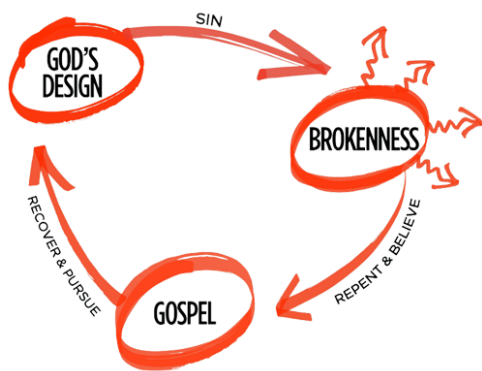 SIN
GOD'S
DESIGN
BROKENNESS
REPENT & BELIEVE
GOSPEL
RECOVER & PURSUE